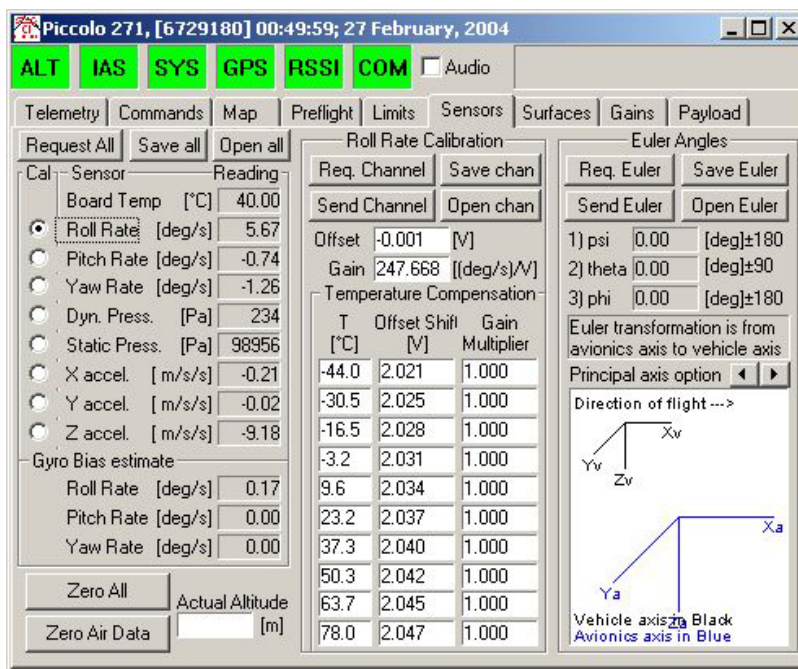 Piccolo 271, [6729180] 00:49:59; 27 February, 2004
ALT IAS SYS GPS RSSI COM Audio
Telemetry Commands Map Preflight Limits Sensors Surfaces Gains Payload
Request All Save all Open all
Cal Sensor Reading
Board Temp [°C] 40.00
Roll Rate [deg/s] 5.67
Pitch Rate [deg/s] -0.74
Yaw Rate [deg/s] -1.26
Dyn. Press. [Pa] 234
Static Press. [Pa] 98956
X accel. [ m/s/s] -0.21
Y accel. [ m/s/s] -0.02
Z accel. [ m/s/s] -9.18
Gyro Bias estimate
Roll Rate [deg/s] 0.17
Pitch Rate [deg/s] 0.00
Yaw Rate [deg/s] 0.00
Zero All
Zero Air Data
Actual Altitude
[m]
Roll Rate Calibration
Req. Channel Save chan
Send Channel Open chan
Offset -0.001 [V]
Gain 247.668 [(deg/s)/V]
Temperature Compensation
T Offset Shift Gain
[°C] [V] Multiplier
-44.0 2.021 1.000
-30.5 2.025 1.000
-16.5 2.028 1.000
-3.2 2.031 1.000
9.6 2.034 1.000
23.2 2.037 1.000
37.3 2.040 1.000
50.3 2.042 1.000
63.7 2.045 1.000
78.0 2.047 1.000
Euler Angles
Req. Euler Save Euler
Send Euler Open Euler
1) psi 0.00 [deg]±180
2) theta 0.00 [deg]±90
3) phi 0.00 [deg]±180
Euler transformation is from
avionics axis to vehicle axis
Principal axis option
Direction of flight --->
Xv
Yv
Zv
Xa
Ya
Za
Vehicle axis in Black
Avionics axis in Blue